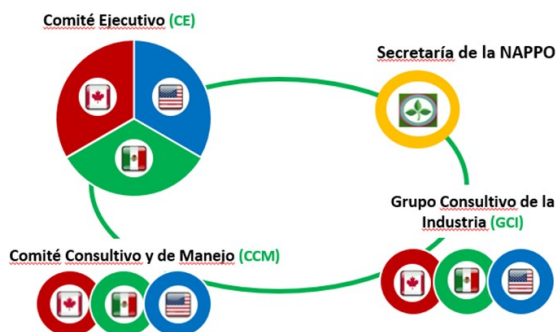 Comité Ejecutivo (CE)
Secretaría de la NAPPO
Grupo Consultivo de la
Industria (GCI)
Comité Consultivo y de Manejo (CCM)